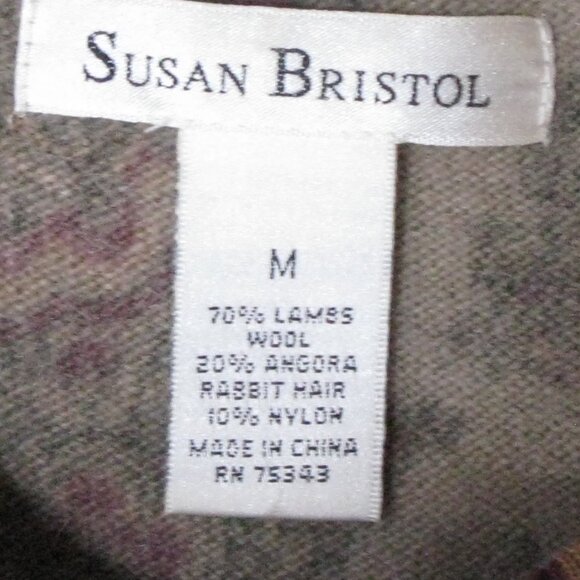 SUSAN BRISTOL
M
70% LAMBS
WOOL
20% ANGORA
RABBIT HAIR
10% NYLON
MADE IN CHINA
RN 75343